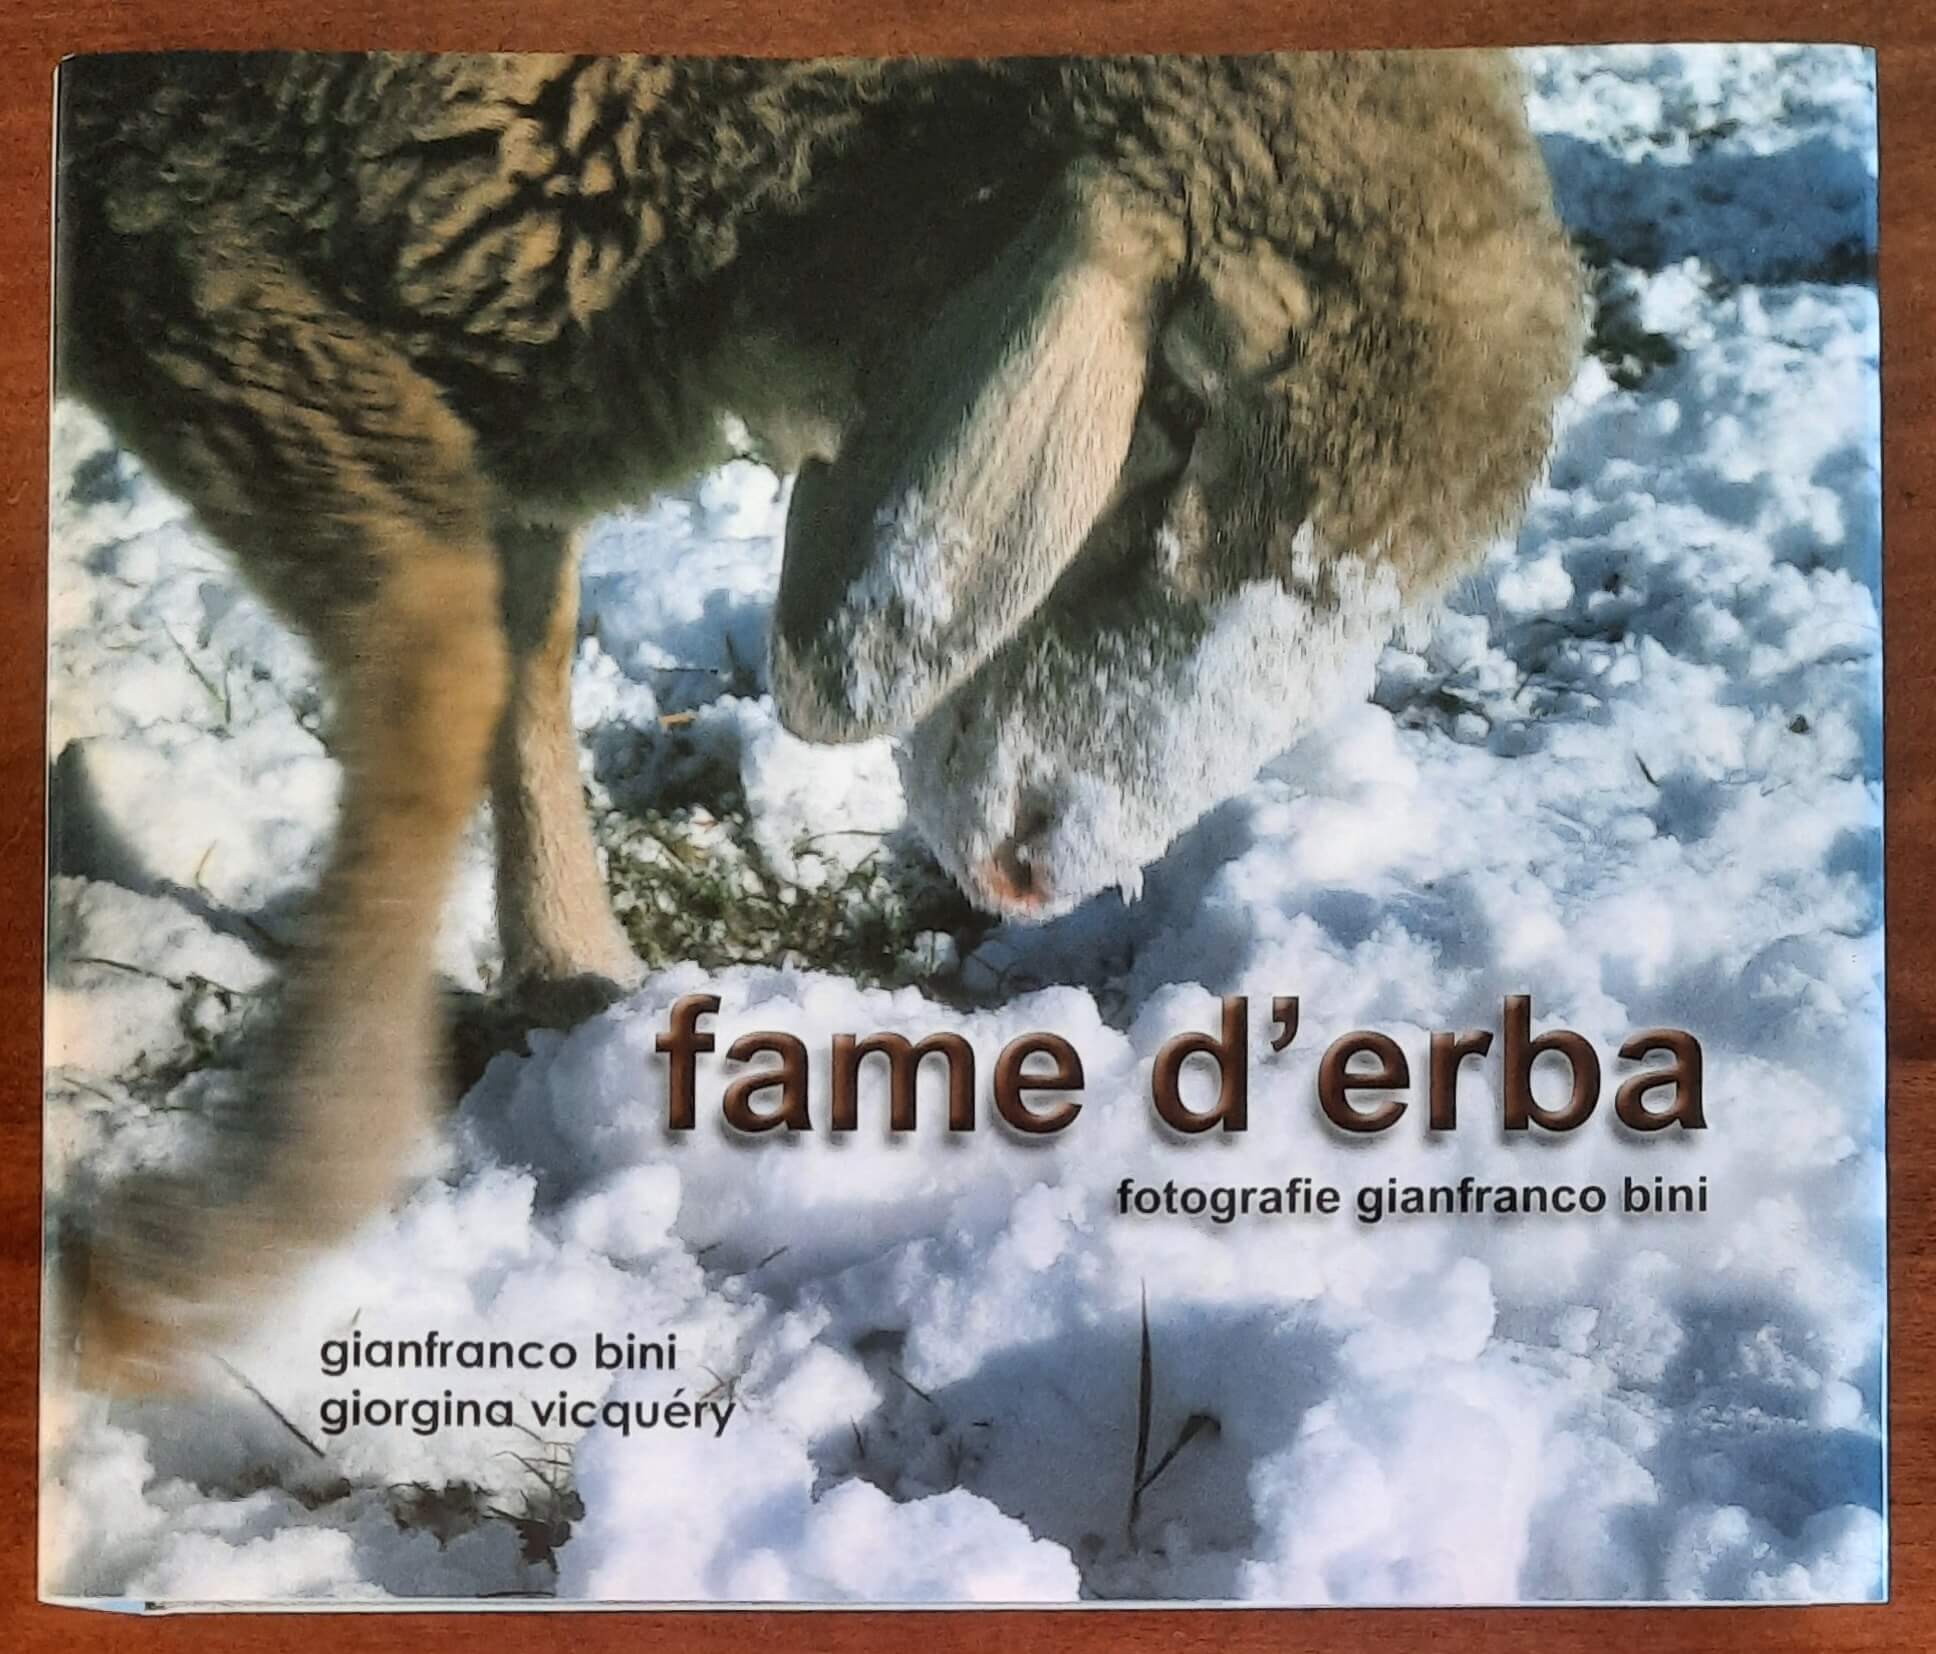 fame d'erba
fotografie gianfranco bini
gianfranco bini
giorgina vicquéry